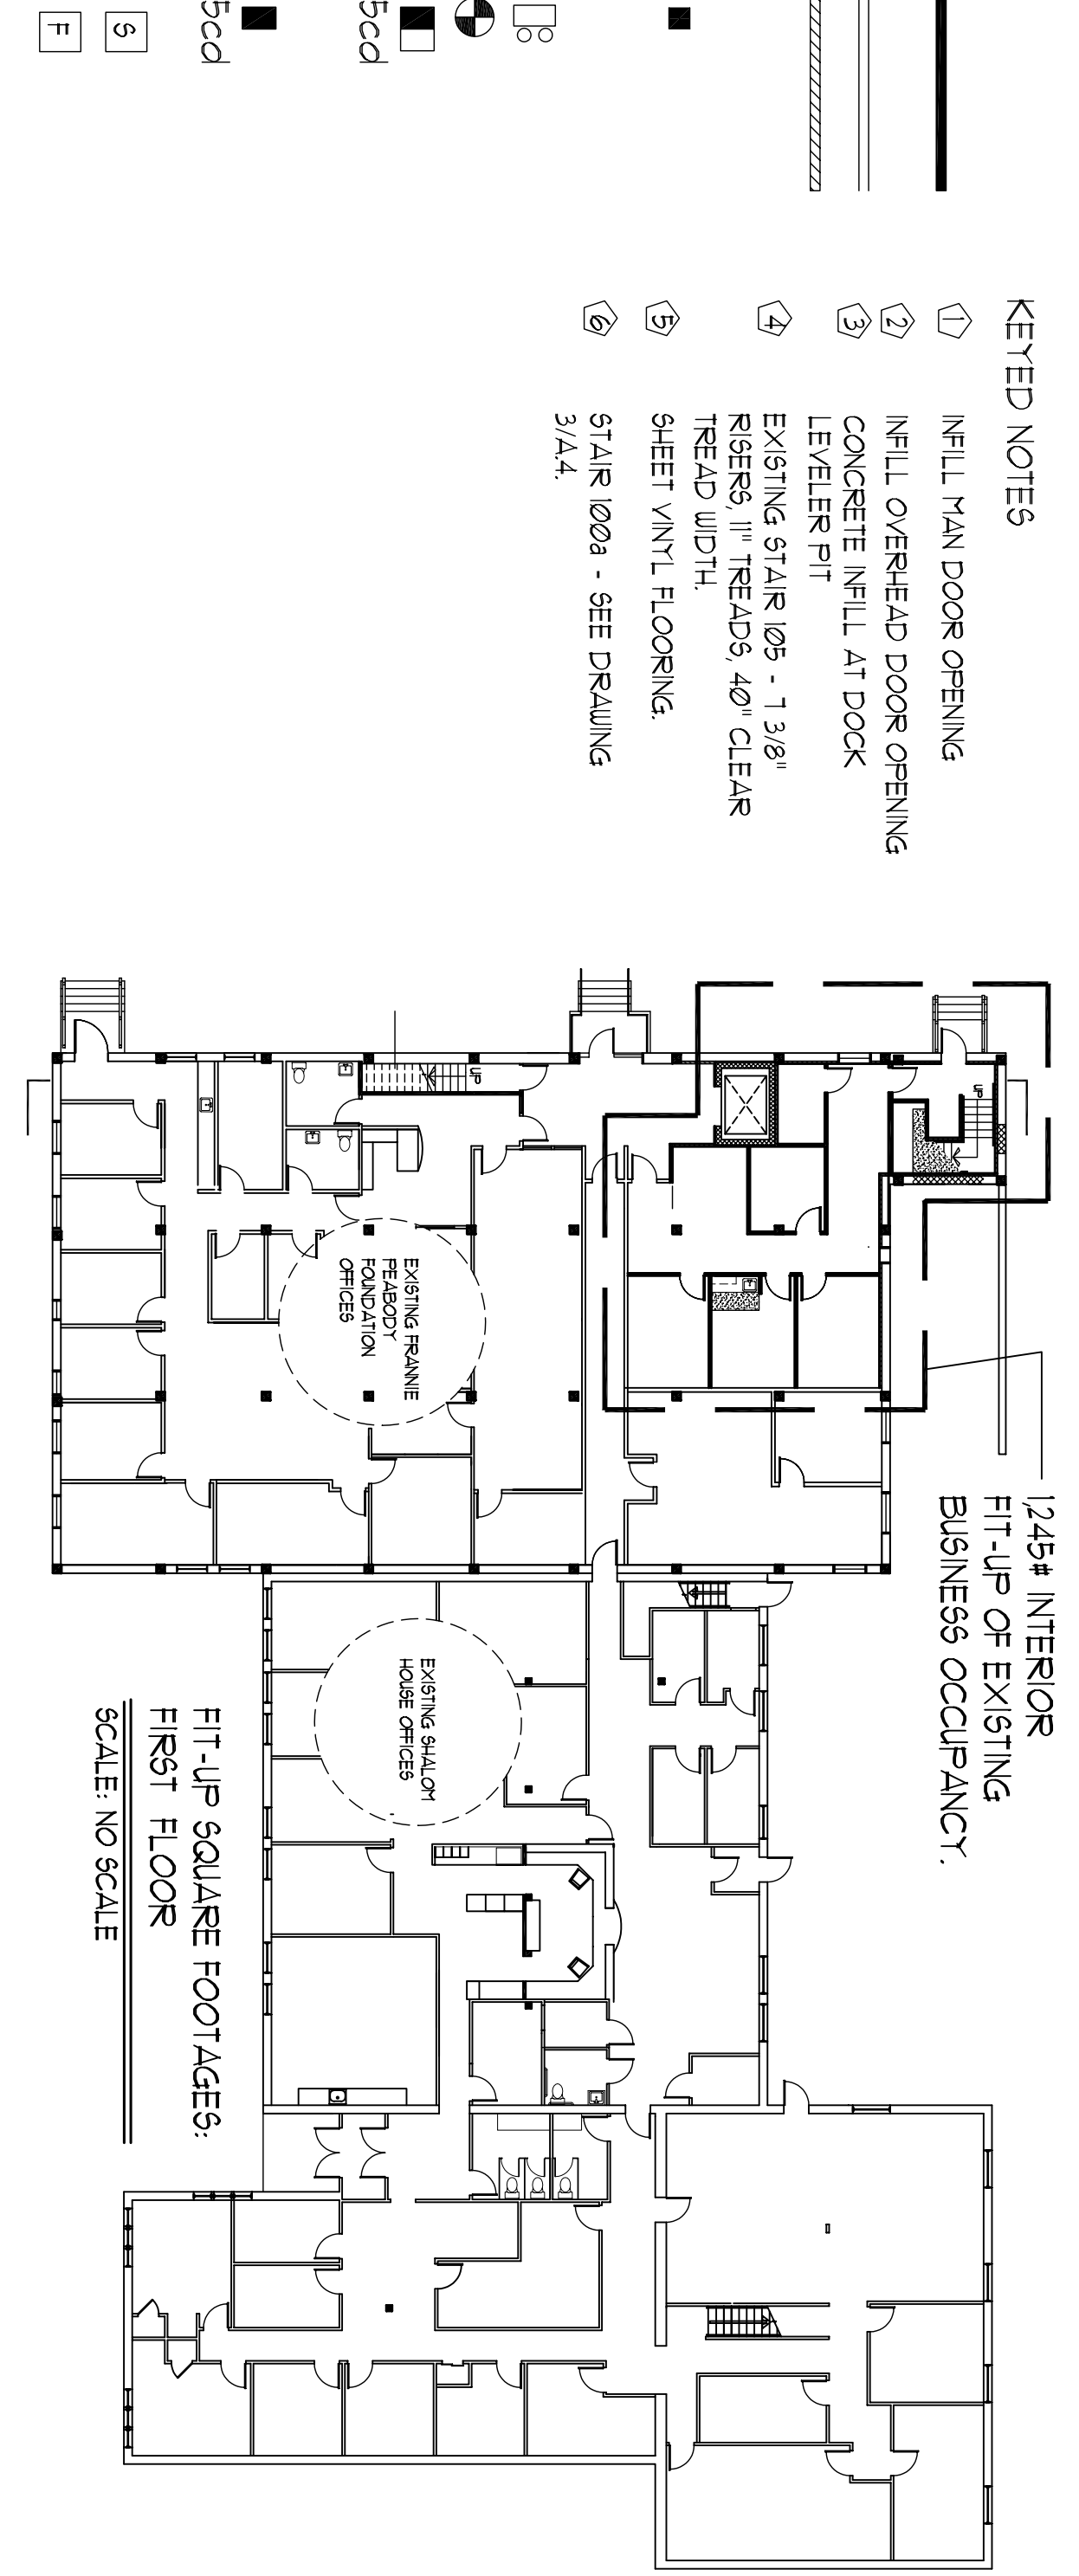 KEYED NOTES
1 INFILL MAN DOOR OPENING
2 INFILL OVERHEAD DOOR OPENING
3 CONCRETE INFILL AT DOCK
LEVELER PIT
4 EXISTING STAIR 105 - 7 3/8"
RISERS, 11" TREADS, 40" CLEAR
TREAD WIDTH.
5 SHEET VINYL FLOORING.
6 STAIR 100a - SEE DRAWING
3/A.4.
5cd
5cd
S
F
UP
UP
EXISTING FRANNIE
PEABODY
FOUNDATION
OFFICES
1,245# INTERIOR
FIT-UP OF EXISTING
BUSINESS OCCUPANCY.
EXISTING SHALOM
HOUSE OFFICES
FIT-UP SQUARE FOOTAGES:
FIRST FLOOR
SCALE: NO SCALE